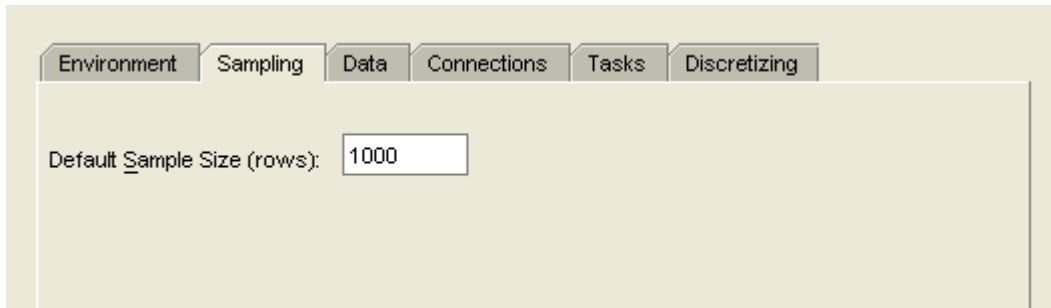 Environment Sampling Data Connections Tasks Discretizing
Default Sample Size (rows): 1000